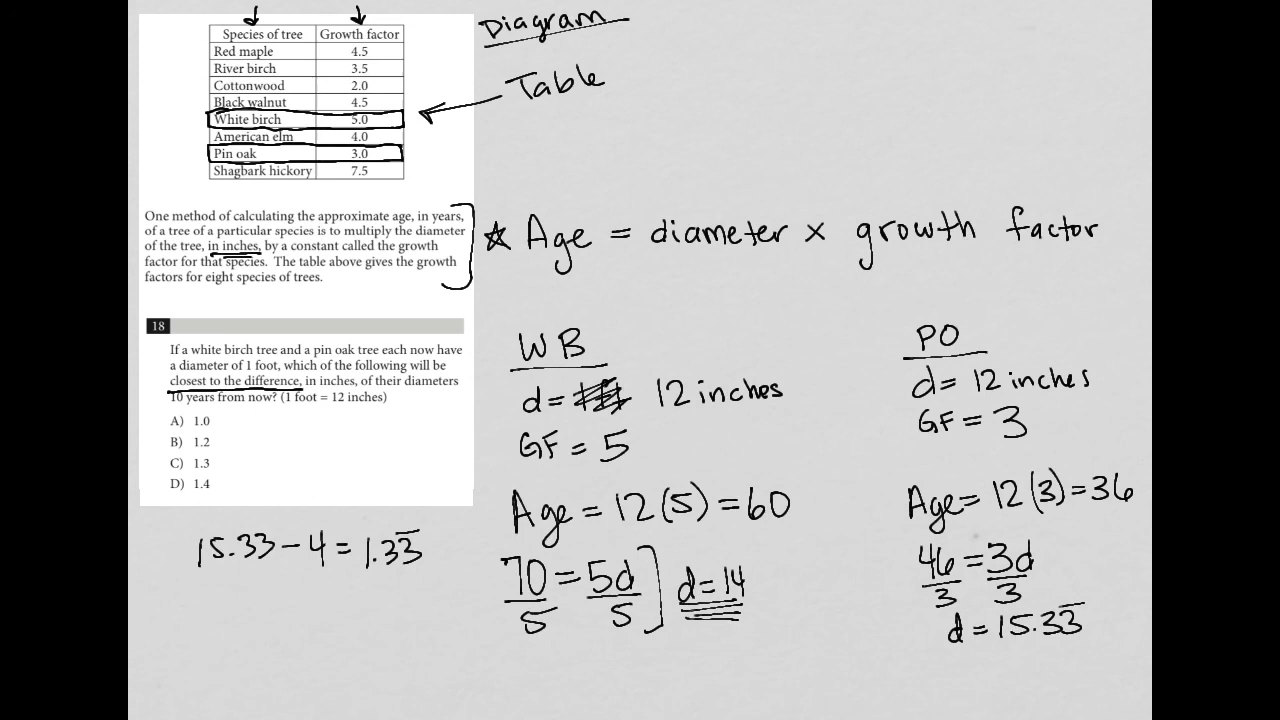 Species of tree Growth factor
Red maple 4.5
River birch 3.5
Cottonwood 2.0
Black walnut 4.5
White birch 5.0
American elm 4.0
Pin oak 3.0
Shagbark hickory 7.5
Diagram
Table
One method of calculating the approximate age, in years,
of a tree of a particular species is to multiply the diameter
of the tree, in inches, by a constant called the growth
factor for that species. The table above gives the growth
factors for eight species of trees.
Age = diameter × growth factor
18
If a white birch tree and a pin oak tree each now have
a diameter of 1 foot, which of the following will be
closest to the difference, in inches, of their diameters
10 years from now? (1 foot = 12 inches)
A) 1.0
B) 1.2
C) 1.3
D) 1.4
15.33 - 4 = 1.33̅
WB
d = 12 inches
GF = 5
Age = 12(5) = 60
70/5 = 5d/5
d = 14
PO
d = 12 inches
GF = 3
Age = 12(3) = 36
46/3 = 3d/3
d = 15.33̅